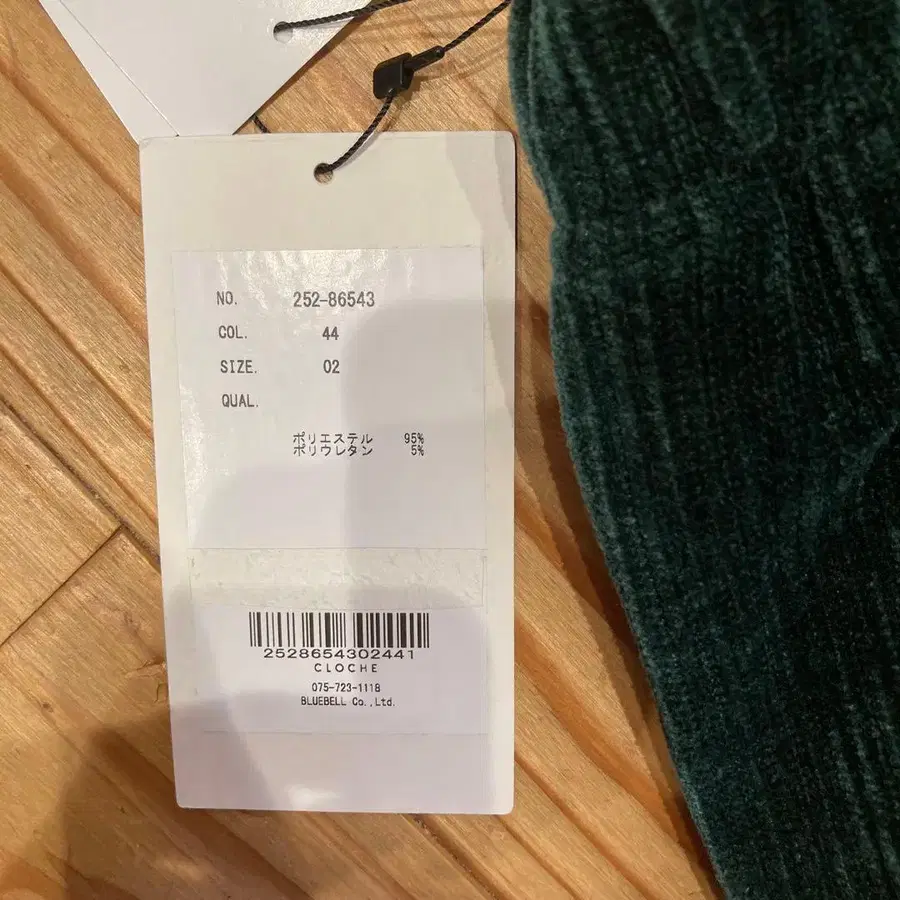 NO. 252-86543
COL. 44
SIZE. 02
QUAL.
ポリエステル 95%
ポリウレタン 5%
2528654302441
CLOCHE
075-723-1118
BLUEBELL Co.,Ltd.